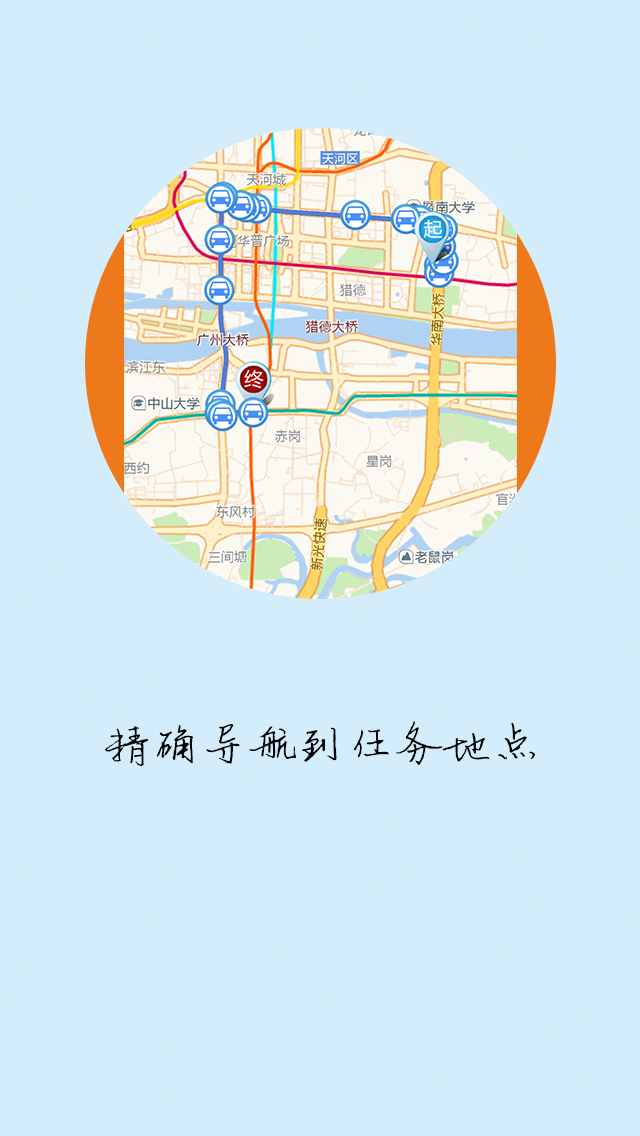 天河区
天河城
暨南大学
起
华普广场
猎德
华南大桥
猎德大桥
广州大桥
滨江东
终
中山大学
赤岗
星岗
西约
东风村
新光快速
三间塘
老鼠岗
精确导航到任务地点